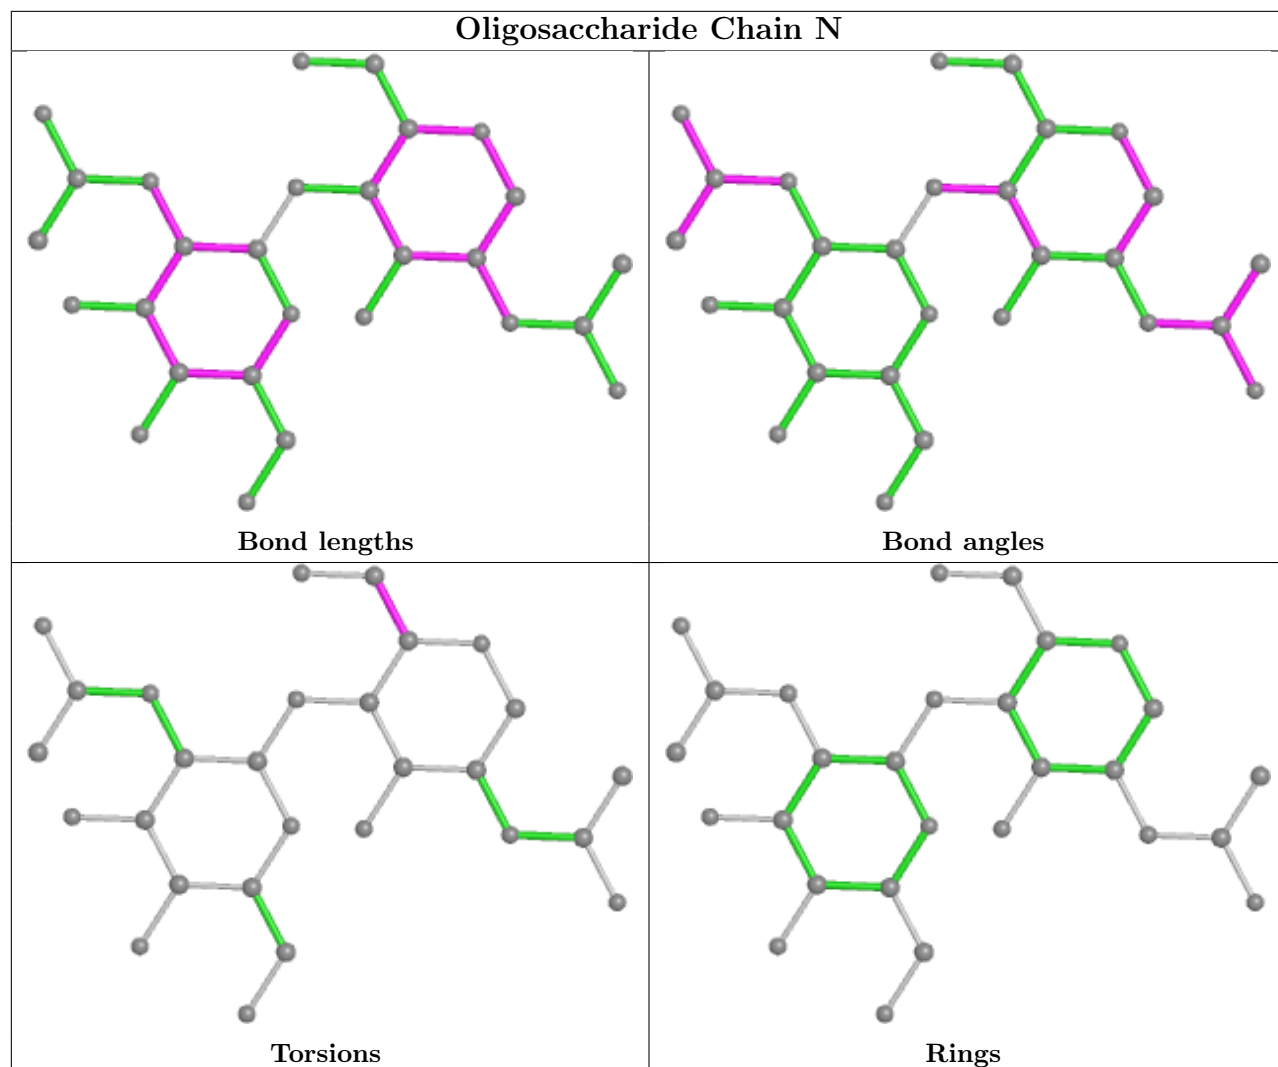 Oligosaccharide Chain N
Bond lengths
Bond angles
Torsions
Rings